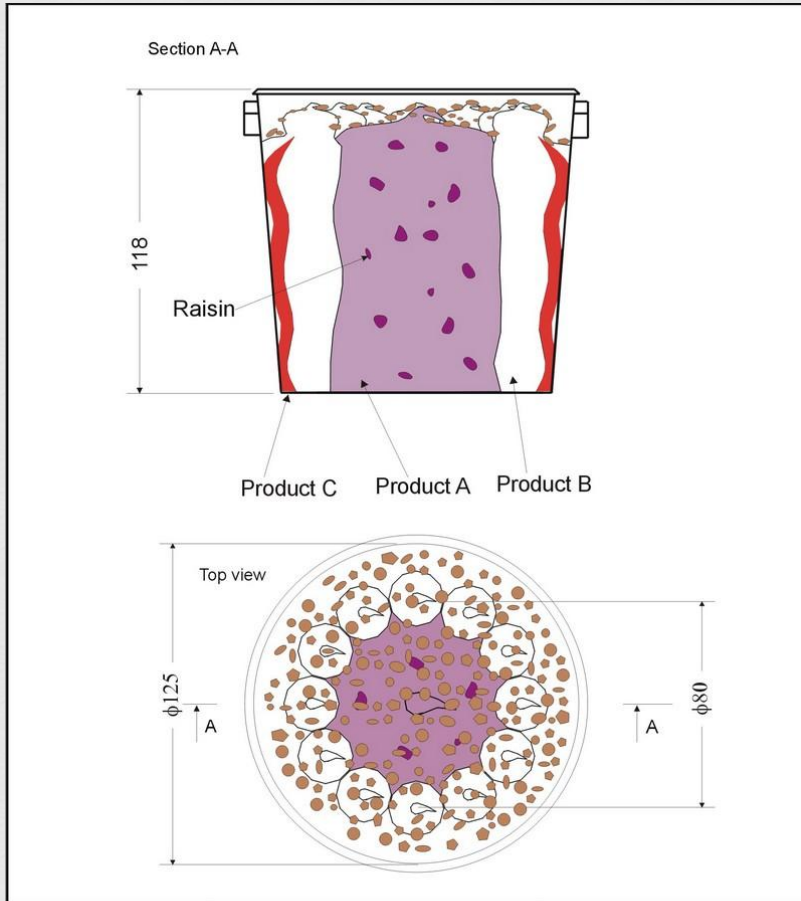 Section A-A
118
Raisin
Product C
Product A
Product B
Top view
ϕ125
ϕ80
A
A